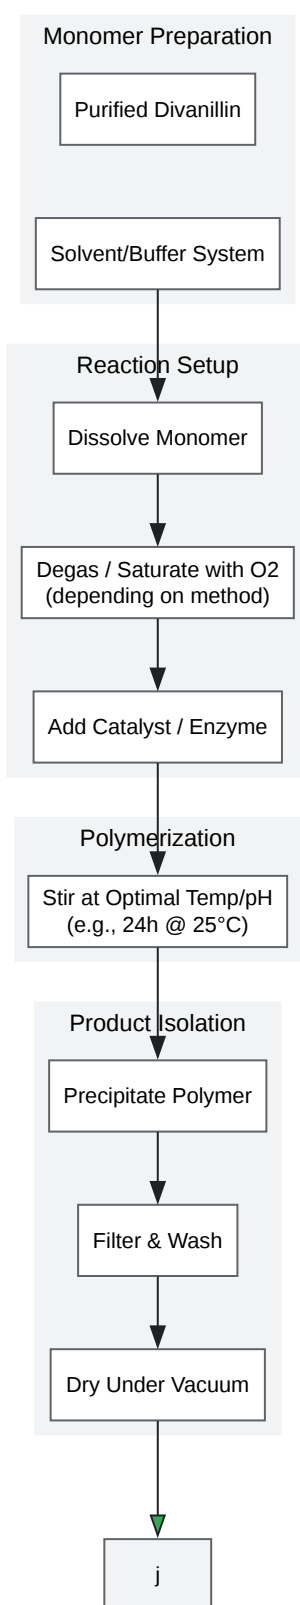 Monomer Preparation
Purified Divanillin
Solvent/Buffer System
Reaction Setup
Dissolve Monomer
Degas / Saturate with O2
(depending on method)
Add Catalyst / Enzyme
Polymerization
Stir at Optimal Temp/pH
(e.g., 24h @ 25°C)
Product Isolation
Precipitate Polymer
Filter & Wash
Dry Under Vacuum
j